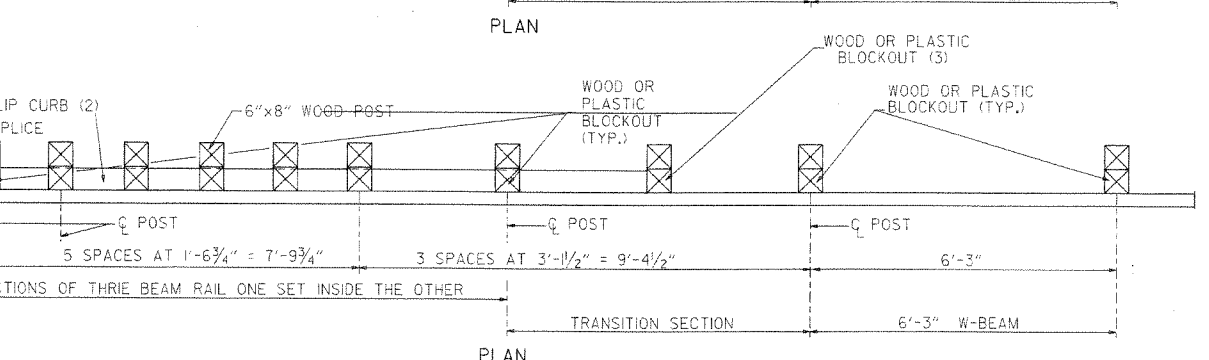 PLAN
WOOD OR PLASTIC
BLOCKOUT (3)
WOOD OR
PLASTIC
BLOCKOUT
(TYP.)
WOOD OR PLASTIC
BLOCKOUT (TYP.)
LIP CURB (2)
6"x8" WOOD POST
PLICE
℄ POST
℄ POST
℄ POST
5 SPACES AT 1'-6¾" = 7'-9¾"
3 SPACES AT 3'-1½" = 9'-4½"
6'-3"
CTIONS OF THRIE BEAM RAIL ONE SET INSIDE THE OTHER
TRANSITION SECTION
6'-3" W-BEAM
PLAN